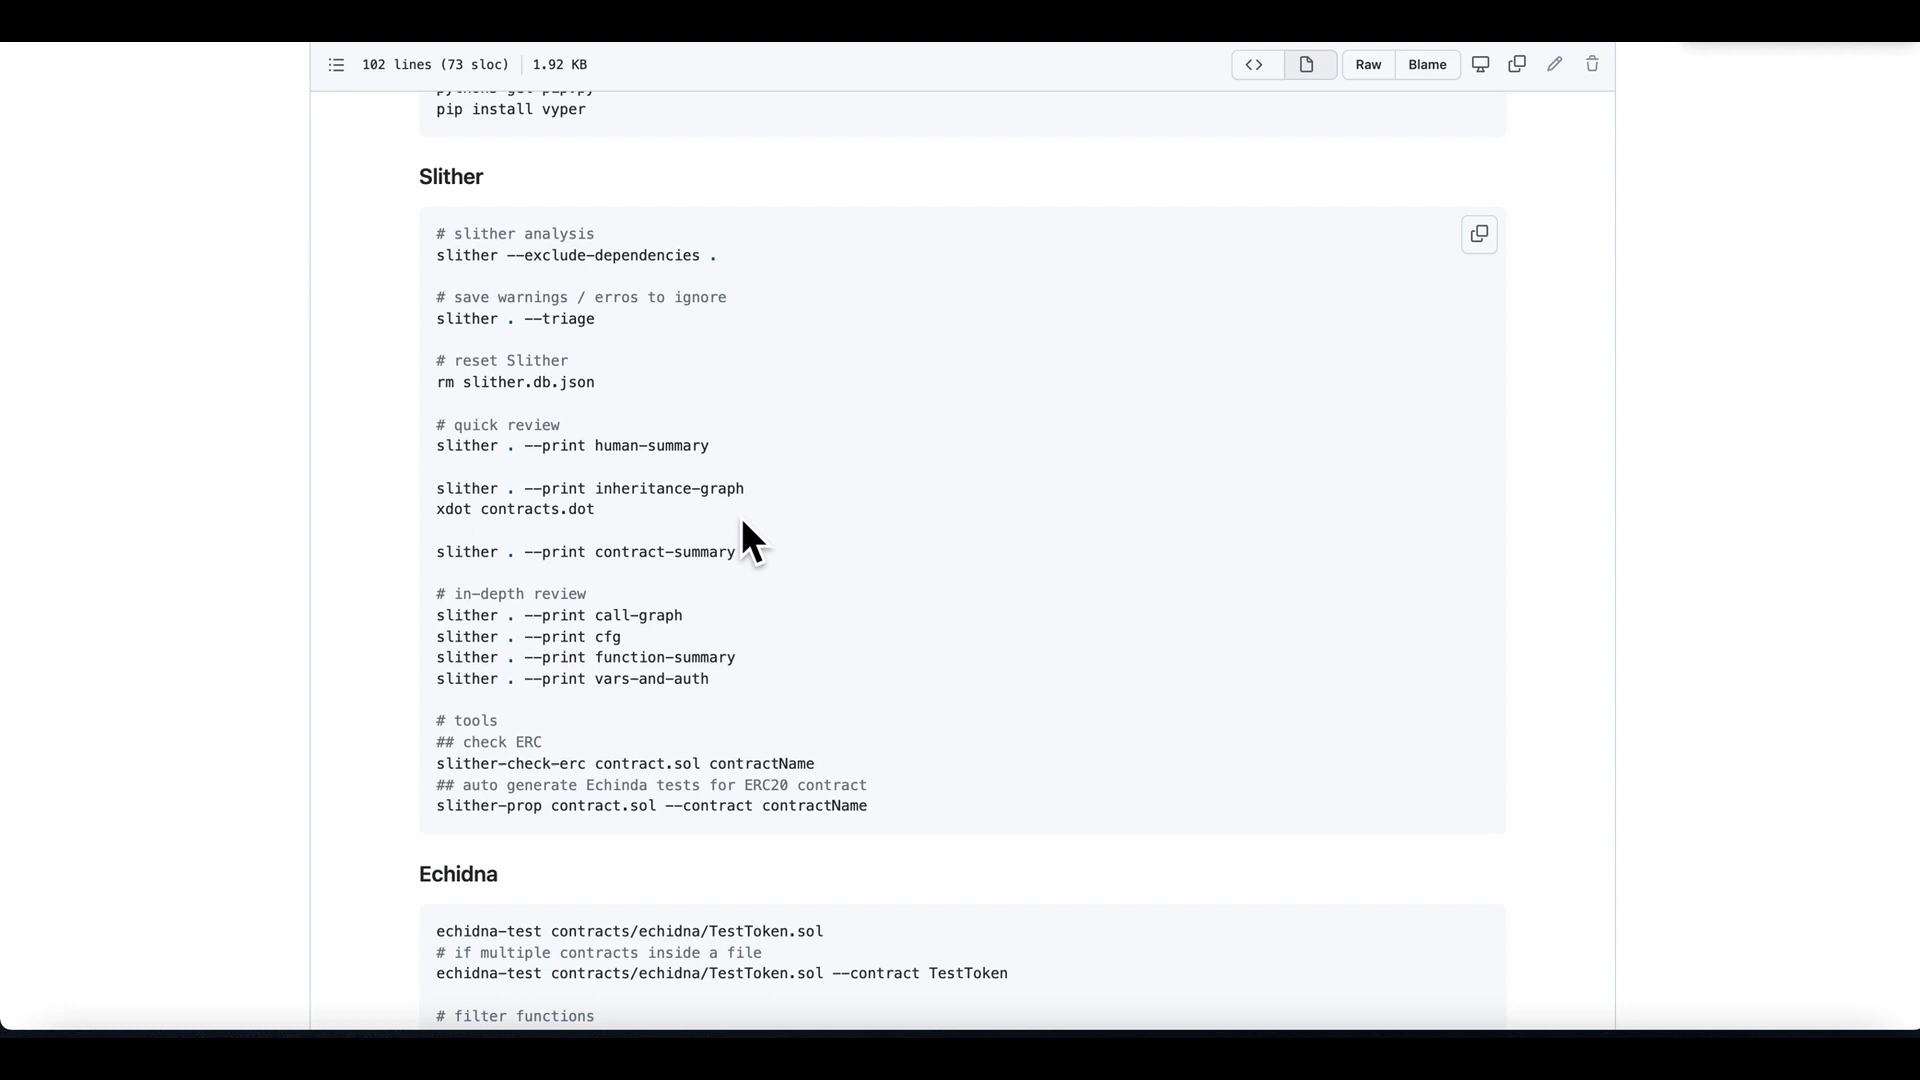 102 lines (73 sloc) 1.92 KB Raw Blame
pip install vyper
Slither
# slither analysis
slither --exclude-dependencies .
# save warnings / erros to ignore
slither . --triage
# reset Slither
rm slither.db.json
# quick review
slither . --print human-summary
slither . --print inheritance-graph
xdot contracts.dot
slither . --print contract-summary
# in-depth review
slither . --print call-graph
slither . --print cfg
slither . --print function-summary
slither . --print vars-and-auth
# tools
## check ERC
slither-check-erc contract.sol contractName
## auto generate Echinda tests for ERC20 contract
slither-prop contract.sol --contract contractName
Echidna
echidna-test contracts/echidna/TestToken.sol
# if multiple contracts inside a file
echidna-test contracts/echidna/TestToken.sol --contract TestToken
# filter functions